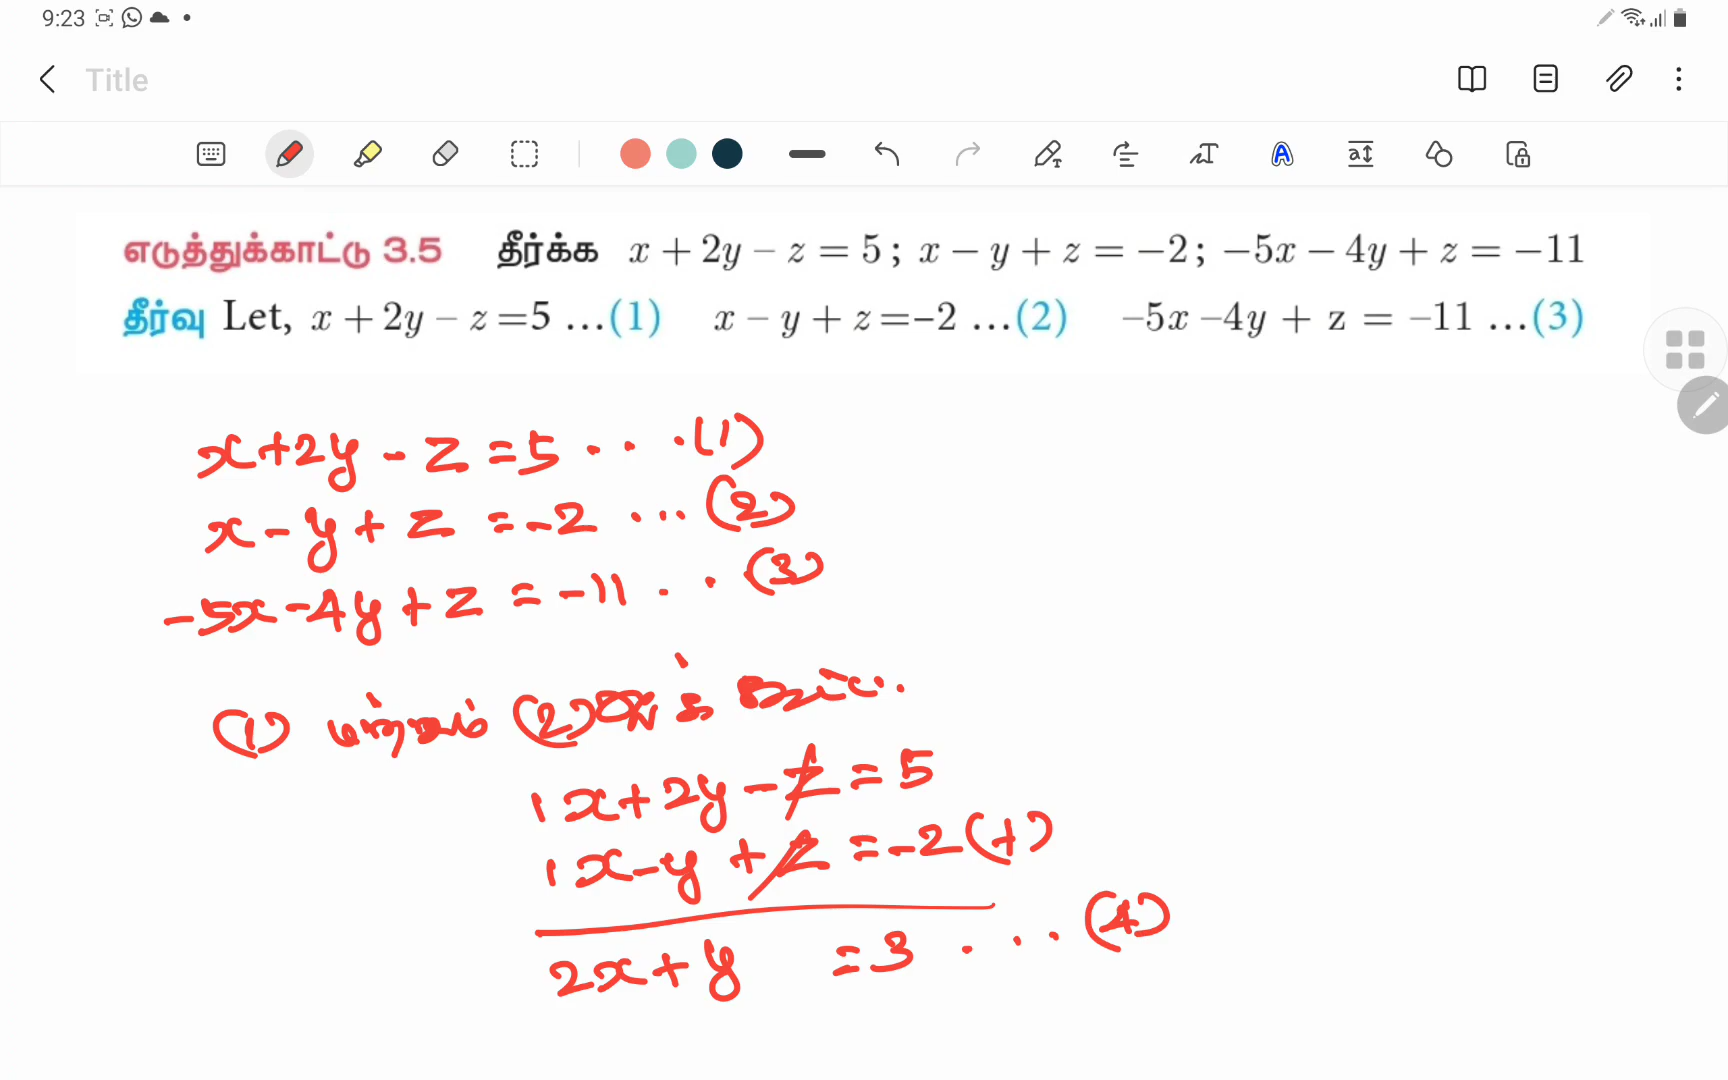 9:23
Title
எடுத்துக்காட்டு 3.5 தீர்க்க x + 2y − z = 5 ; x − y + z = −2 ; −5x − 4y + z = −11
தீர்வு Let, x + 2y − z =5 ...(1) x − y + z =−2 ...(2) −5x −4y + z = −11 ...(3)
x+2y - z = 5 . . . (1)
x - y + z = -2 ... (2)
-5x -4y + z = -11 . . . (3)
(1) மற்றும் (2)
1x+2y - z = 5
1x - y + z = -2 (+)
2x + y = 3 . . . (4)